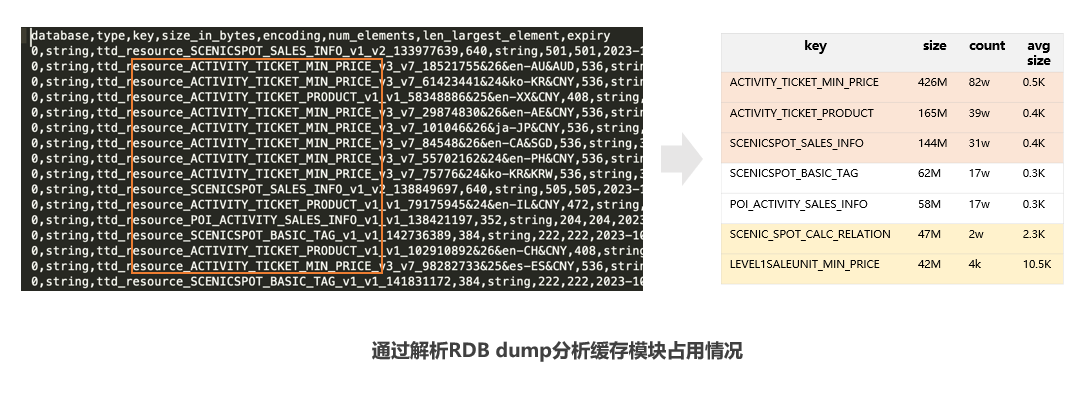 database,type,key,size_in_bytes,encoding,num_elements,len_largest_element,expiry
0,string,ttd_resource_SCENICSPOT_SALES_INFO_v1_v2_133977639,640,string,501,501,2023-1
0,string,ttd_resource_ACTIVITY_TICKET_MIN_PRICE_v3_v7_18521755&26&en-AU&AUD,536,string,
0,string,ttd_resource_ACTIVITY_TICKET_MIN_PRICE_v3_v7_61423441&24&ko-KR&CNY,536,string,
0,string,ttd_resource_ACTIVITY_TICKET_PRODUCT_v1_v1_58348886&25&en-XX&CNY,408,string,
0,string,ttd_resource_ACTIVITY_TICKET_MIN_PRICE_v3_v7_29874830&26&en-AE&CNY,536,string,
0,string,ttd_resource_ACTIVITY_TICKET_MIN_PRICE_v3_v7_101046&26&ja-JP&CNY,536,string,
0,string,ttd_resource_ACTIVITY_TICKET_MIN_PRICE_v3_v7_84548&26&en-CA&SGD,536,string,3
0,string,ttd_resource_ACTIVITY_TICKET_MIN_PRICE_v3_v7_55702162&24&en-PH&CNY,536,string,
0,string,ttd_resource_ACTIVITY_TICKET_MIN_PRICE_v3_v7_75776&24&ko-KR&KRW,536,string,3
0,string,ttd_resource_SCENICSPOT_SALES_INFO_v1_v2_138849697,640,string,505,505,2023-1
0,string,ttd_resource_ACTIVITY_TICKET_PRODUCT_v1_v1_79175945&24&en-IL&CNY,472,string,
0,string,ttd_resource_POI_ACTIVITY_SALES_INFO_v1_v1_138421197,352,string,204,204,2023
0,string,ttd_resource_SCENICSPOT_BASIC_TAG_v1_v1_142736389,384,string,222,222,2023-10
0,string,ttd_resource_ACTIVITY_TICKET_PRODUCT_v1_v1_102910892&26&en-CH&CNY,408,string
0,string,ttd_resource_ACTIVITY_TICKET_MIN_PRICE_v3_v7_98282733&25&es-ES&CNY,536,strin
0,string,ttd_resource_SCENICSPOT_BASIC_TAG_v1_v1_141831172,384,string,222,222,2023-10
key size count avg size
ACTIVITY_TICKET_MIN_PRICE 426M 82w 0.5K
ACTIVITY_TICKET_PRODUCT 165M 39w 0.4K
SCENICSPOT_SALES_INFO 144M 31w 0.4K
SCENICSPOT_BASIC_TAG 62M 17w 0.3K
POI_ACTIVITY_SALES_INFO 58M 17w 0.3K
SCENIC_SPOT_CALC_RELATION 47M 2w 2.3K
LEVEL1SALEUNIT_MIN_PRICE 42M 4k 10.5K
通过解析RDB dump分析缓存模块占用情况